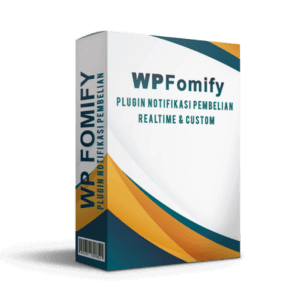 WPFomify
PLUGIN NOTIFIKASI PEMBELIAN
REALTIME & CUSTOM
WP FOMIFY
PLUGIN NOTIFIKASI PEMBELIAN